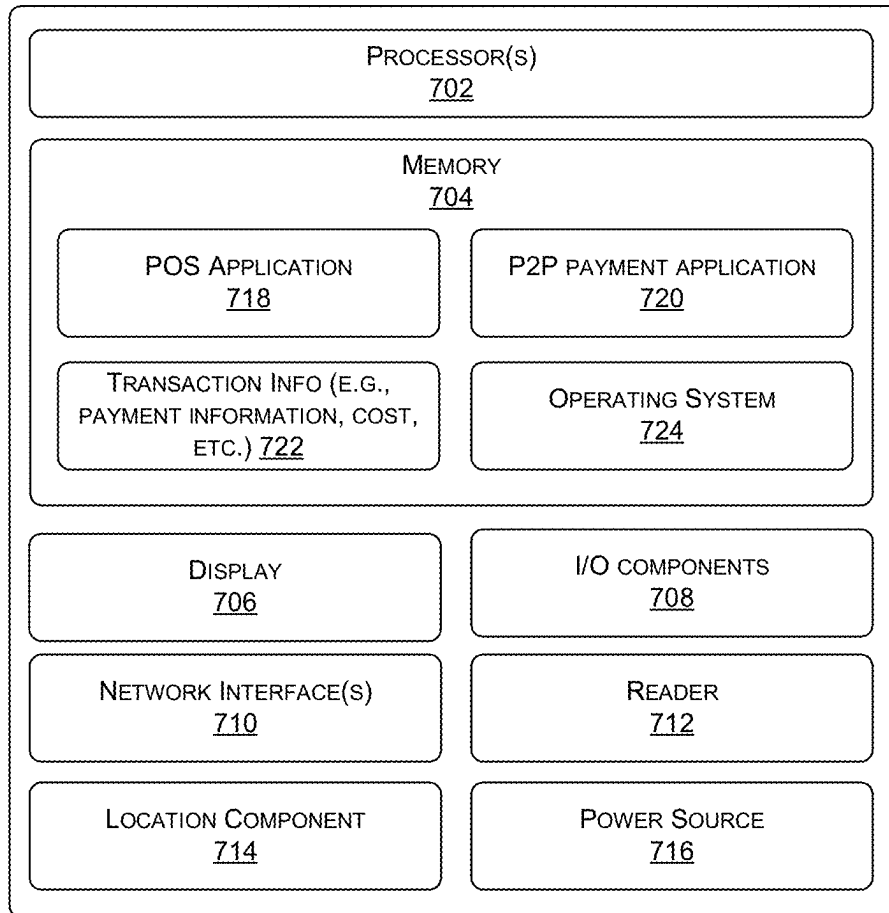 PROCESSOR(S)
702
MEMORY
704
POS APPLICATION
718
P2P PAYMENT APPLICATION
720
TRANSACTION INFO (E.G.,
PAYMENT INFORMATION, COST,
ETC.) 722
OPERATING SYSTEM
724
DISPLAY
706
I/O COMPONENTS
708
NETWORK INTERFACE(S)
710
READER
712
LOCATION COMPONENT
714
POWER SOURCE
716